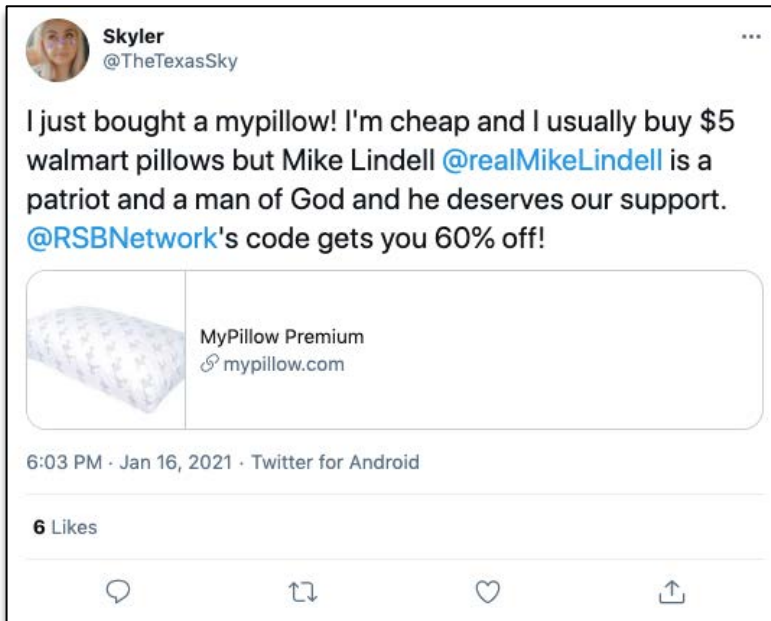 Skyler
@TheTexasSky
I just bought a mypillow! I'm cheap and I usually buy $5
walmart pillows but Mike Lindell @realMikeLindell is a
patriot and a man of God and he deserves our support.
@RSBNetwork's code gets you 60% off!
MyPillow Premium
mypillow.com
6:03 PM · Jan 16, 2021 · Twitter for Android
6 Likes